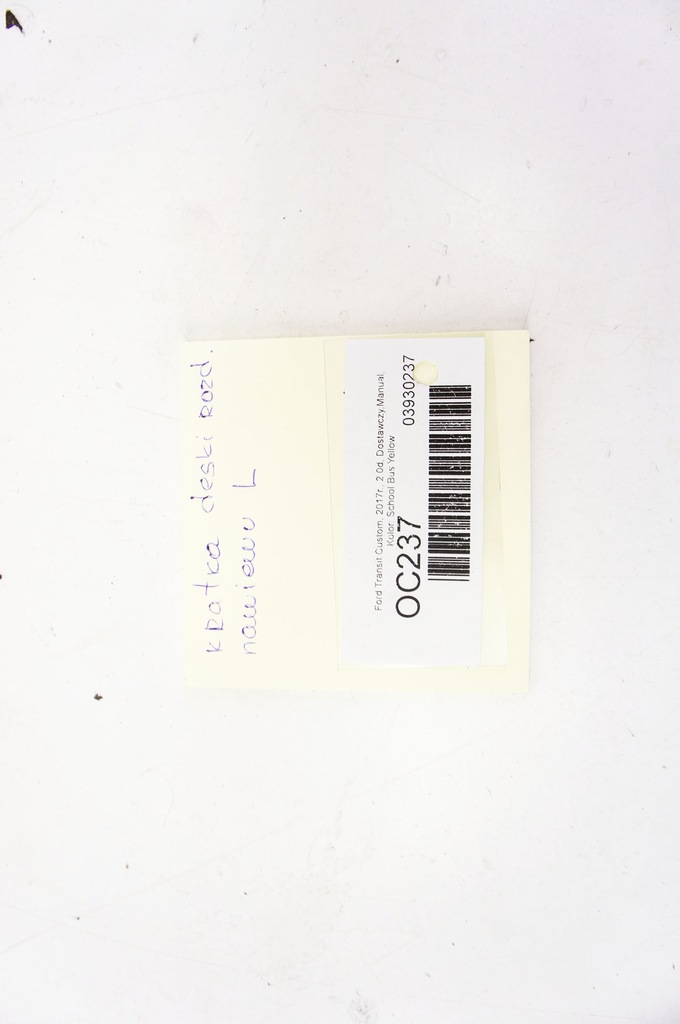 KRatka deski Rozd.
nawiewu L
Ford Transit Custom, 2017r., 2.0d, Dostawczy,Manual,
Kolor: School Bus Yellow
OC237
03930237